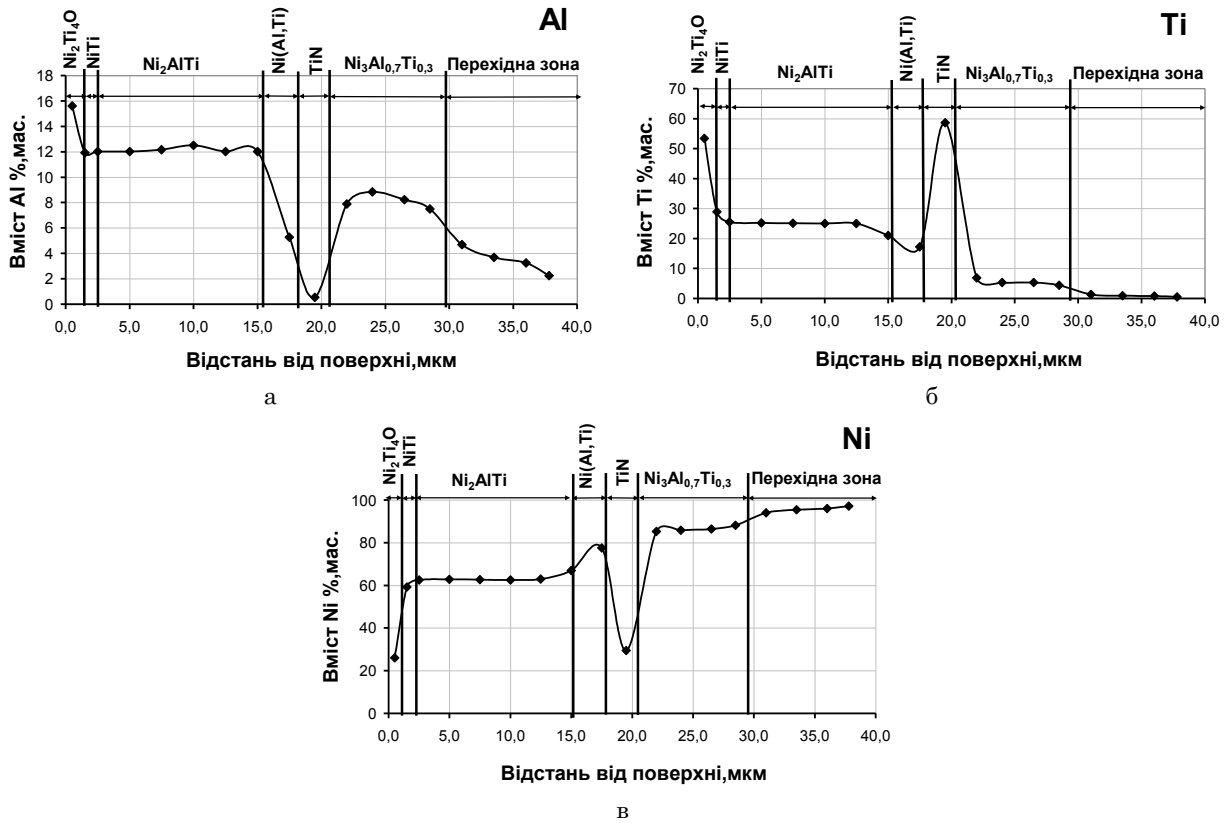 Al
Ni₂Ti₄O
NiTi
Ni₂AlTi
Ni(Al,Ti)
TiN
Ni₃Al₀,₇Ti₀,₃
Перехідна зона
Вміст Al %,мас.
18
16
14
12
10
8
6
4
2
0
0,0 5,0 10,0 15,0 20,0 25,0 30,0 35,0 40,0
Відстань від поверхні,мкм
а
Ti
Ni₂Ti₄O
NiTi
Ni₂AlTi
Ni(Al,Ti)
TiN
Ni₃Al₀,₇Ti₀,₃
Перехідна зона
Вміст Ti %,мас.
70
60
50
40
30
20
10
0
0,0 5,0 10,0 15,0 20,0 25,0 30,0 35,0 40,0
Відстань від поверхні,мкм
б
Ni
Ni₂Ti₄O
NiTi
Ni₂AlTi
Ni(Al,Ti)
TiN
Ni₃Al₀,₇Ti₀,₃
Перехідна зона
Вміст Ni %,мас.
100
80
60
40
20
0
0,0 5,0 10,0 15,0 20,0 25,0 30,0 35,0 40,0
Відстань від поверхні,мкм
в